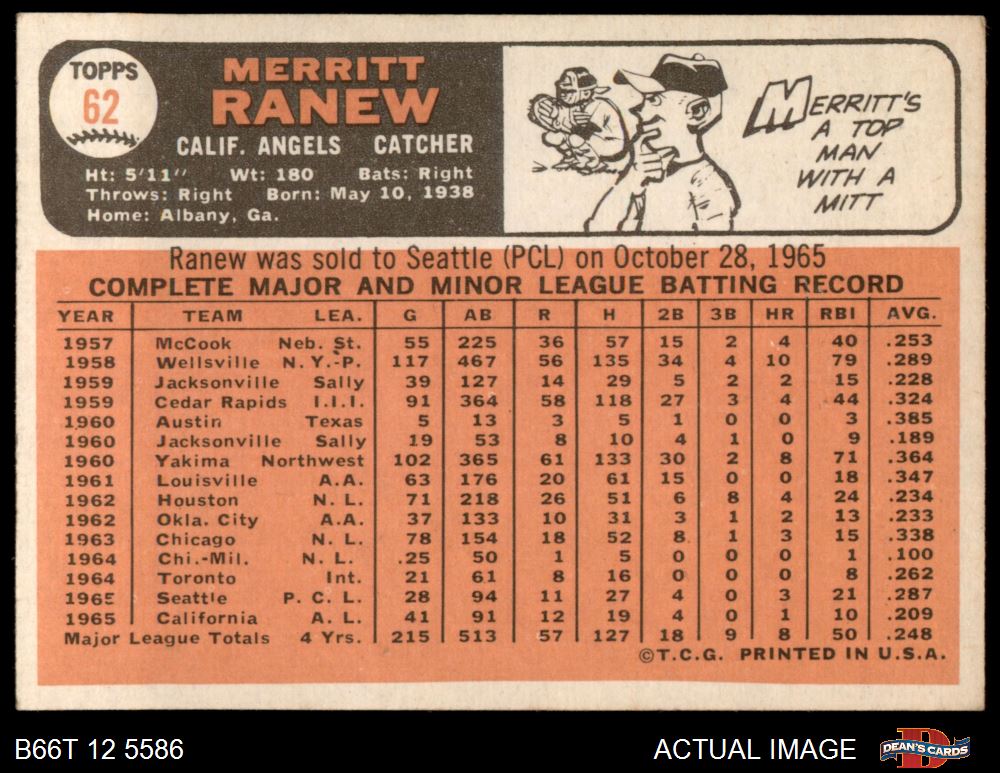 TOPPS
62
MERRITT
RANEW
CALIF. ANGELS CATCHER
Ht: 5'11" Wt: 180 Bats: Right
Throws: Right Born: May 10, 1938
Home: Albany, Ga.
MERRITT'S
A TOP
MAN
WITH A
MITT
Ranew was sold to Seattle (PCL) on October 28, 1965
COMPLETE MAJOR AND MINOR LEAGUE BATTING RECORD
YEAR TEAM LEA. G AB R H 2B 3B HR RBI AVG.
1957 McCook Neb. St. 55 225 36 57 15 2 4 40 .253
1958 Wellsville N.Y.-P. 117 467 56 135 34 4 10 79 .289
1959 Jacksonville Sally 39 127 14 29 5 2 2 15 .228
1959 Cedar Rapids I.I.I. 91 364 58 118 27 3 4 44 .324
1960 Austin Texas 5 13 3 5 1 0 0 3 .385
1960 Jacksonville Sally 19 53 8 10 4 1 0 9 .189
1960 Yakima Northwest 102 365 61 133 30 2 8 71 .364
1961 Louisville A.A. 63 176 20 61 15 0 0 18 .347
1962 Houston N. L. 71 218 26 51 6 8 4 24 .234
1962 Okla. City A.A. 37 133 10 31 3 1 2 13 .233
1963 Chicago N. L. 78 154 18 52 8 1 3 15 .338
1964 Chi.-Mil. N. L. .25 50 1 5 0 0 0 1 .100
1964 Toronto Int. 21 61 8 16 0 0 0 8 .262
1965 Seattle P. C. L. 28 94 11 27 4 0 3 21 .287
1965 California A. L. 41 91 12 19 4 0 1 10 .209
Major League Totals 4 Yrs. 215 513 57 127 18 9 8 50 .248
©T.C.G. PRINTED IN U.S.A.
B66T 12 5586 ACTUAL IMAGE DEAN'S CARDS